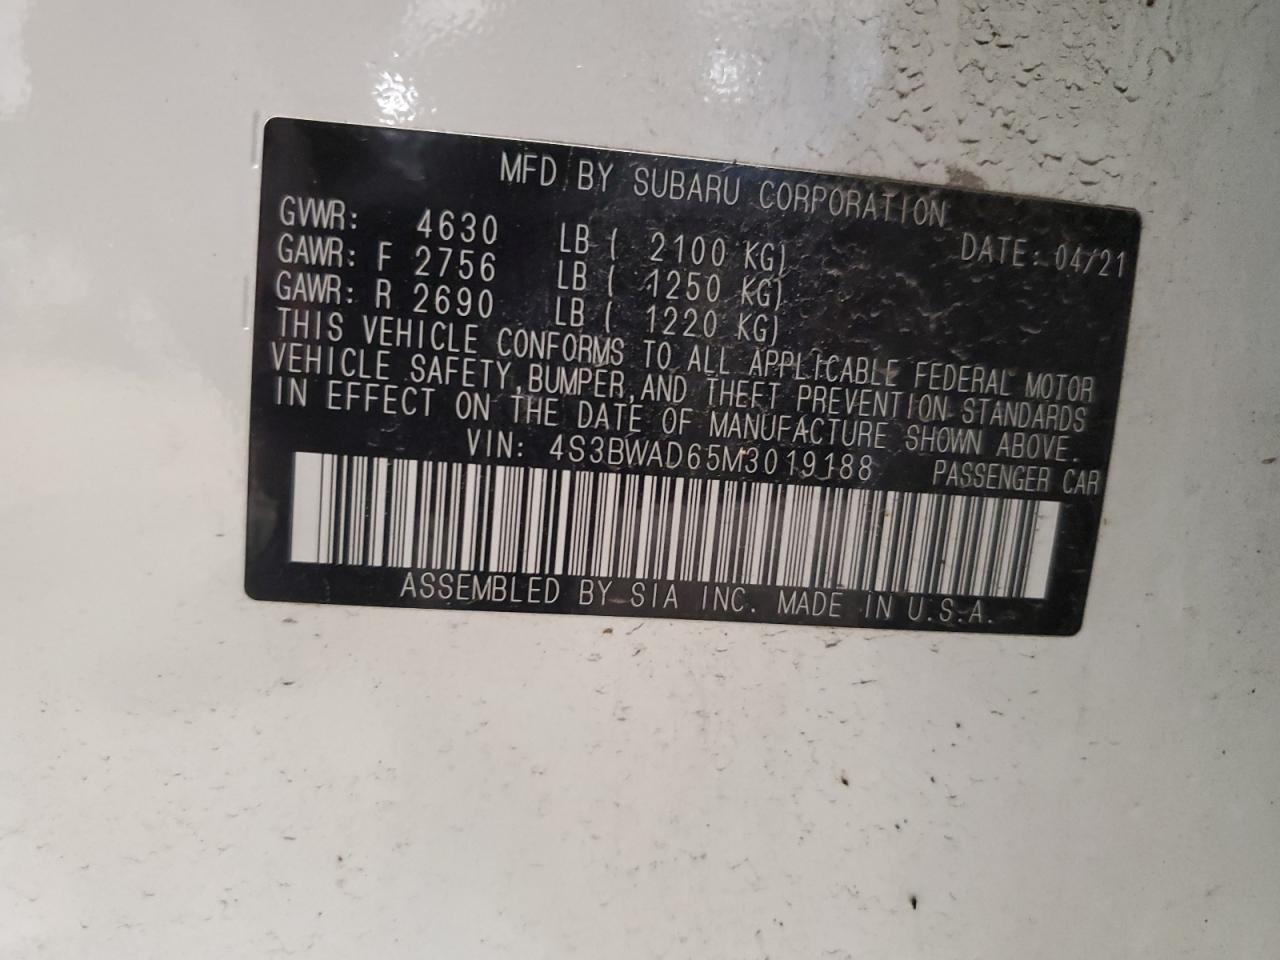 MFD BY SUBARU CORPORATION
GVWR: 4630 LB ( 2100 KG) DATE: 04/21
GAWR: F 2756 LB ( 1250 KG)
GAWR: R 2690 LB ( 1220 KG)
THIS VEHICLE CONFORMS TO ALL APPLICABLE FEDERAL MOTOR
VEHICLE SAFETY, BUMPER, AND THEFT PREVENTION STANDARDS
IN EFFECT ON THE DATE OF MANUFACTURE SHOWN ABOVE.
VIN: 4S3BWAD65M3019188 PASSENGER CAR
ASSEMBLED BY SIA INC. MADE IN U.S.A.